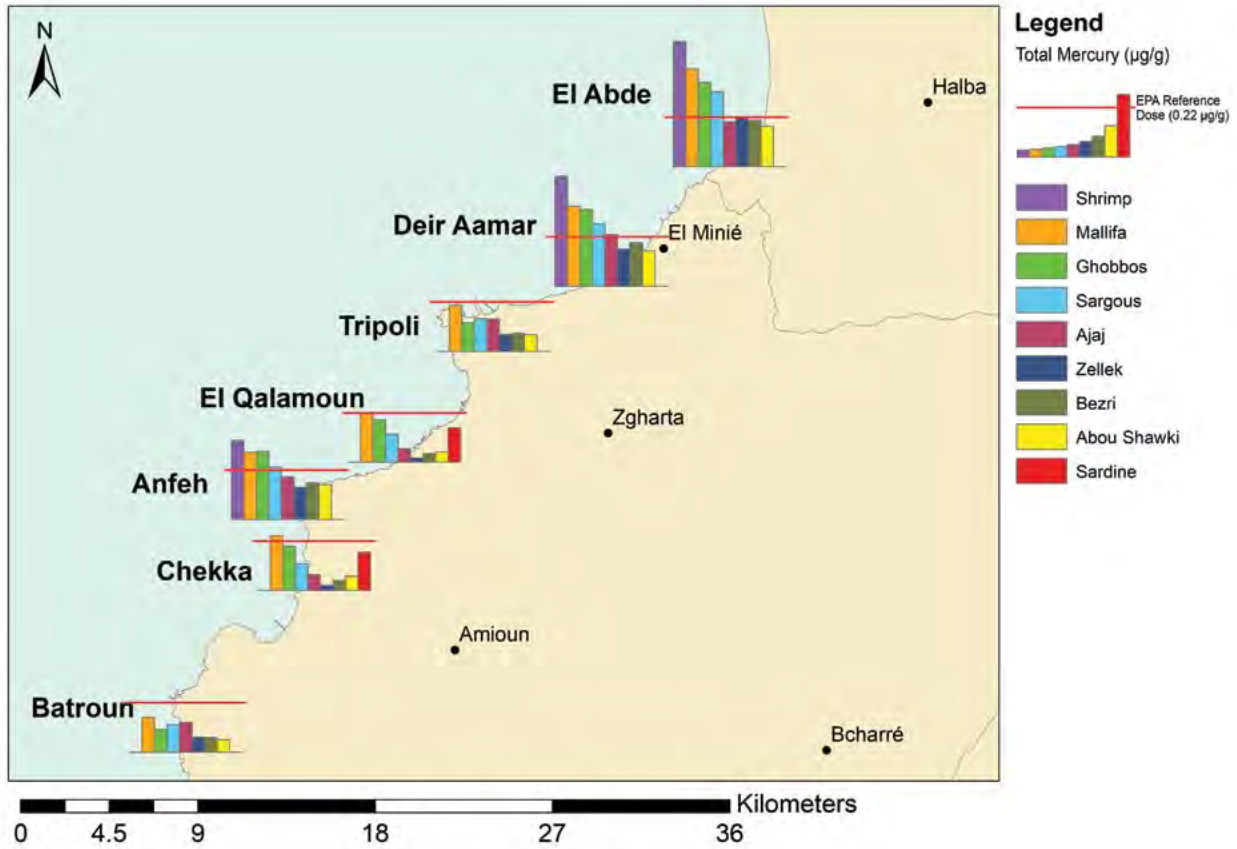 N
El Abde
Halba
Deir Aamar
El Minié
Tripoli
El Qalamoun
Zgharta
Anfeh
Chekka
Amioun
Batroun
Bcharré
0 4.5 9 18 27 36 Kilometers
Legend
Total Mercury (µg/g)
EPA Reference
Dose (0.22 µg/g)
Shrimp
Mallifa
Ghobbos
Sargous
Ajaj
Zellek
Bezri
Abou Shawki
Sardine